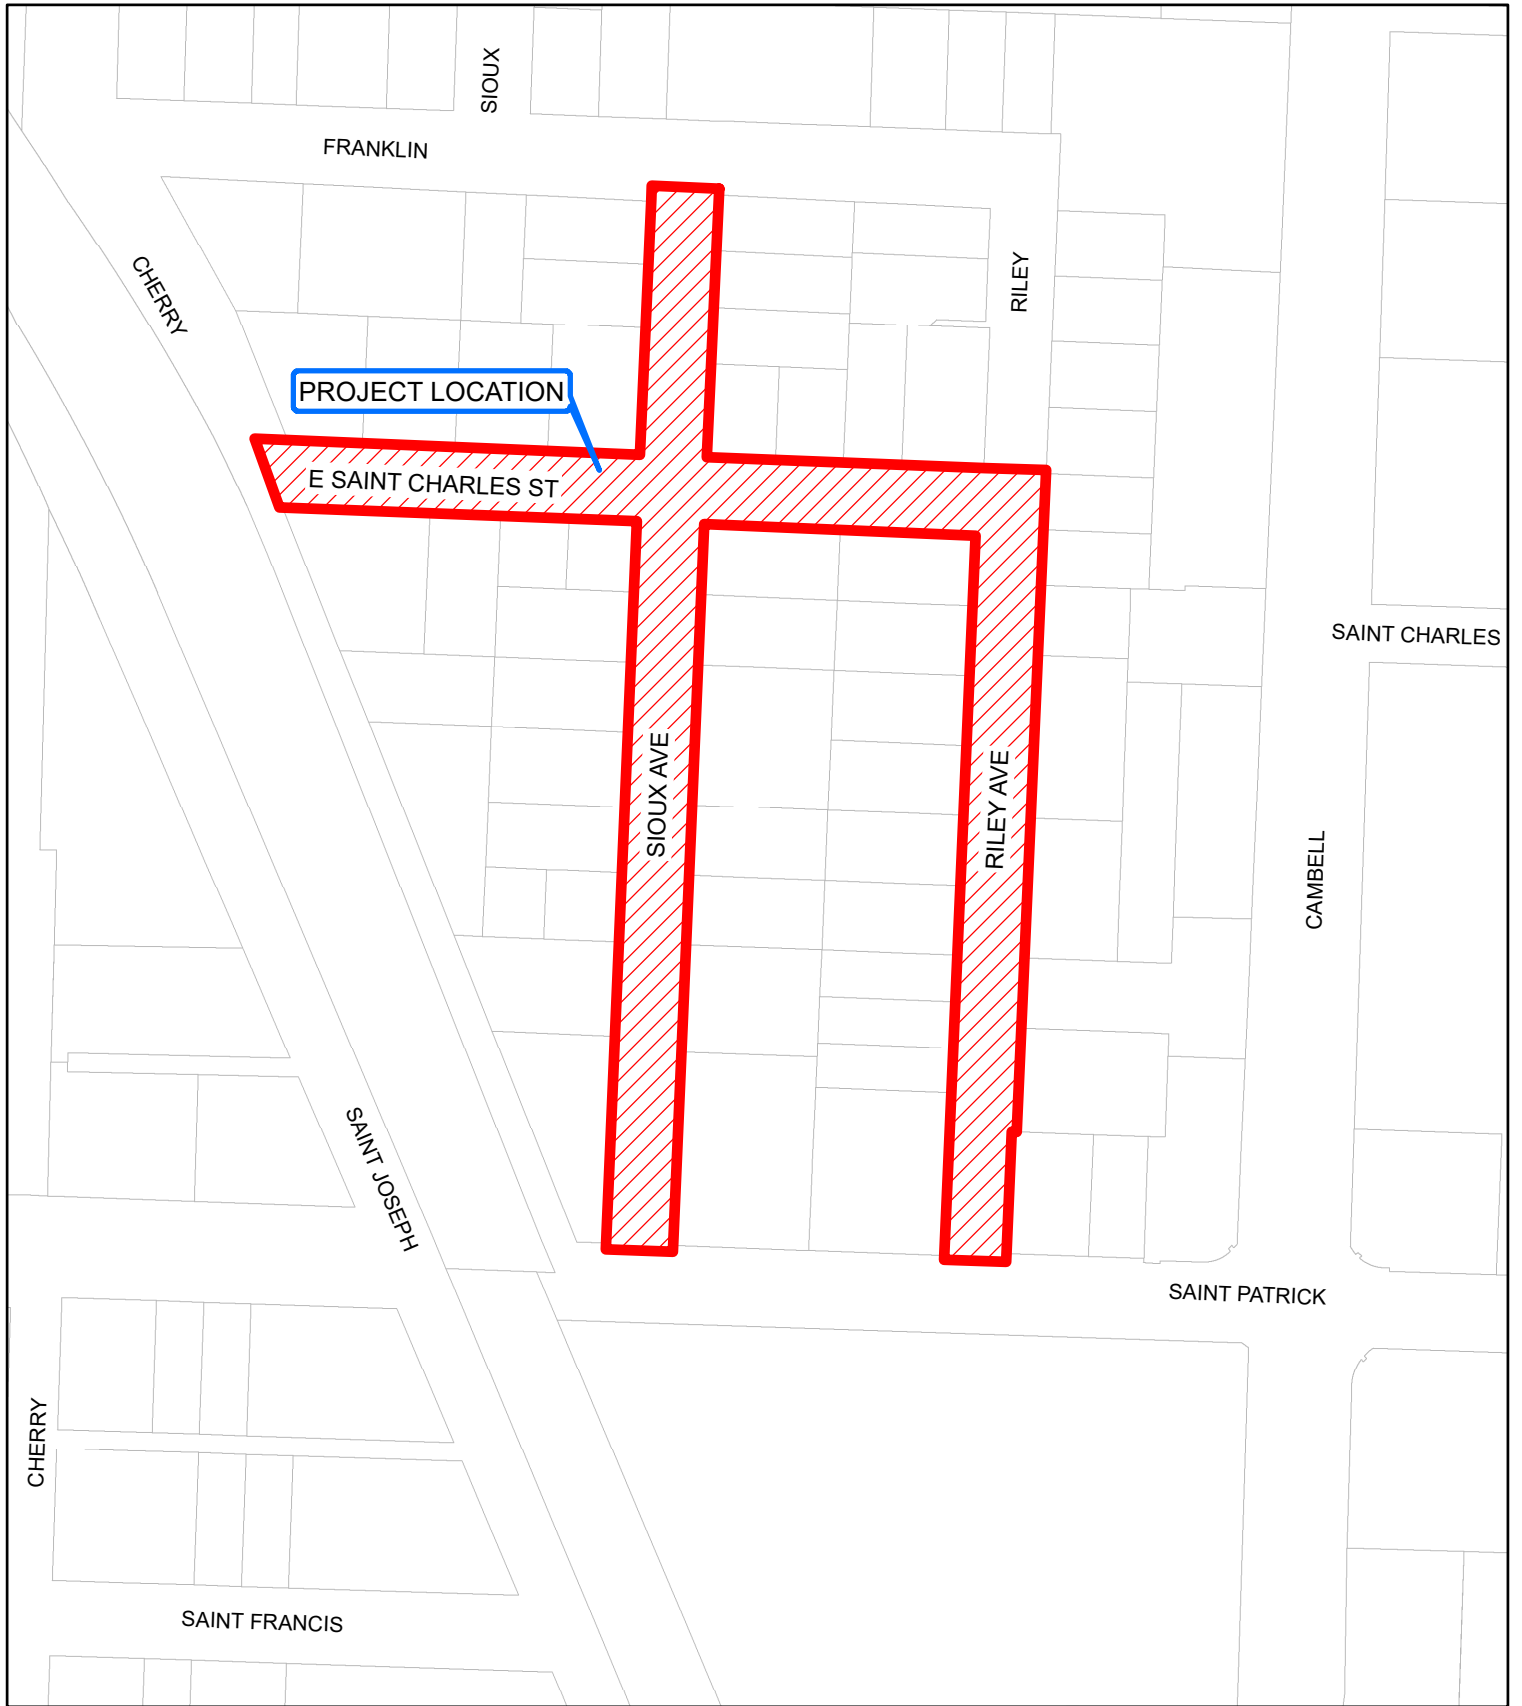 SIOUX
FRANKLIN
CHERRY
RILEY
PROJECT LOCATION
E SAINT CHARLES ST
SAINT CHARLES
SIOUX AVE
RILEY AVE
CAMBELL
SAINT JOSEPH
SAINT PATRICK
CHERRY
SAINT FRANCIS